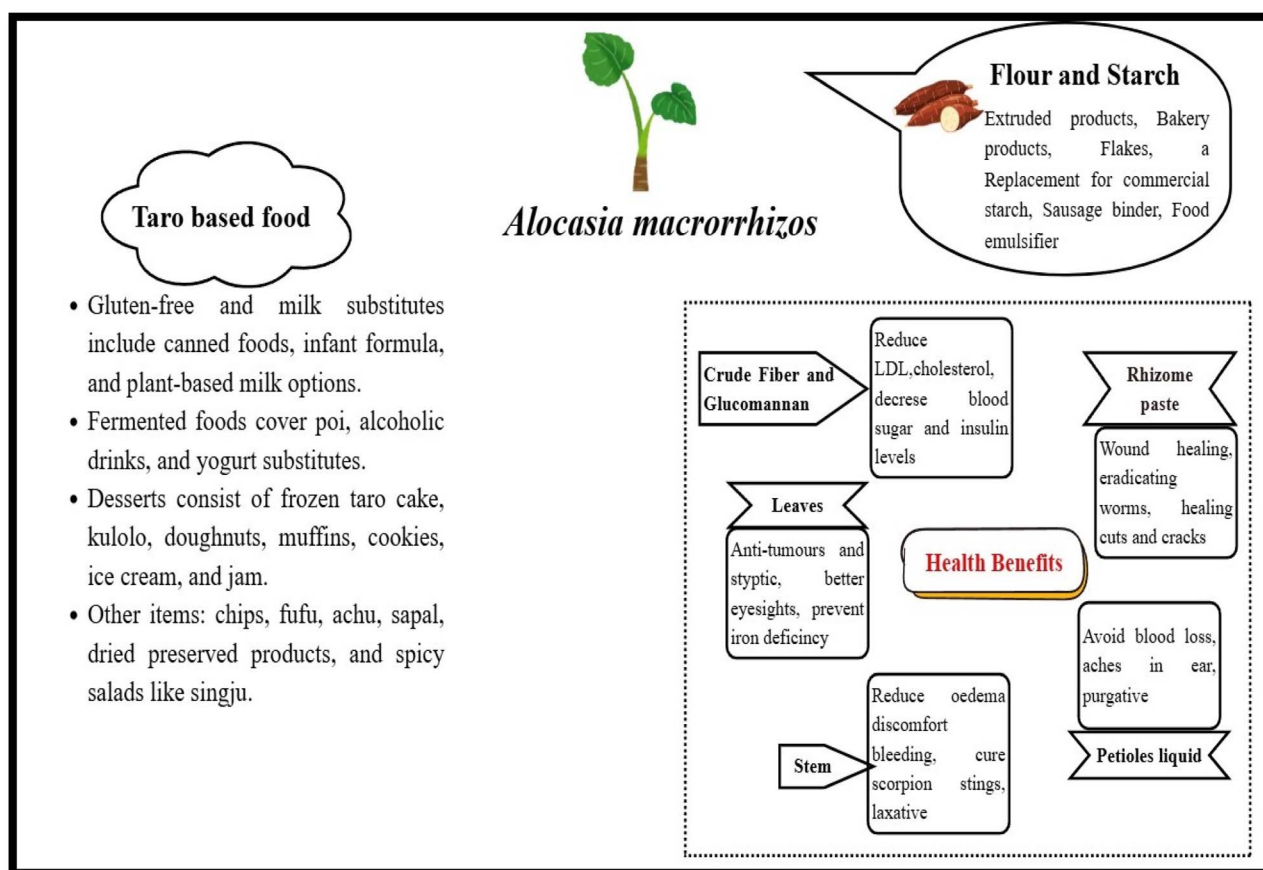 Taro based food
Gluten-free and milk substitutes
include canned foods, infant formula,
and plant-based milk options.
Fermented foods cover poi, alcoholic
drinks, and yogurt substitutes.
Desserts consist of frozen taro cake,
kulolo, doughnuts, muffins, cookies,
ice cream, and jam.
Other items: chips, fufu, achu, sapal,
dried preserved products, and spicy
salads like singju.
Alocasia macrorrhizos
Flour and Starch
Extruded products, Bakery
products, Flakes, a
Replacement for commercial
starch, Sausage binder, Food
emulsifier
Crude Fiber and
Glucomannan
Reduce
LDL,cholesterol,
decrese blood
sugar and insulin
levels
Rhizome
paste
Wound healing,
eradicating
worms, healing
cuts and cracks
Leaves
Anti-tumours and
styptic, better
eyesights, prevent
iron deficincy
Health Benefits
Avoid blood loss,
aches in ear,
purgative
Petioles liquid
Stem
Reduce oedema
discomfort
bleeding, cure
scorpion stings,
laxative